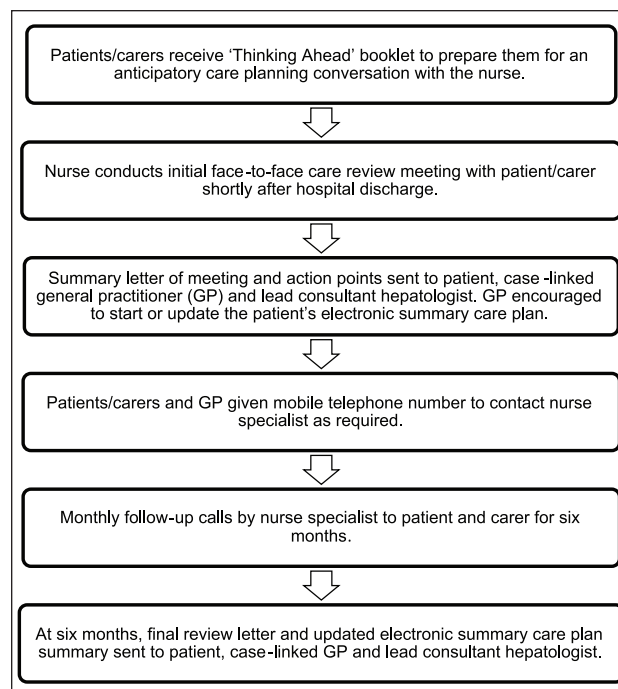 Patients/carers receive ‘Thinking Ahead’ booklet to prepare them for an
anticipatory care planning conversation with the nurse.
Nurse conducts initial face-to-face care review meeting with patient/carer
shortly after hospital discharge.
Summary letter of meeting and action points sent to patient, case-linked
general practitioner (GP) and lead consultant hepatologist. GP encouraged
to start or update the patient’s electronic summary care plan.
Patients/carers and GP given mobile telephone number to contact nurse
specialist as required.
Monthly follow-up calls by nurse specialist to patient and carer for six
months.
At six months, final review letter and updated electronic summary care plan
summary sent to patient, case-linked GP and lead consultant hepatologist.